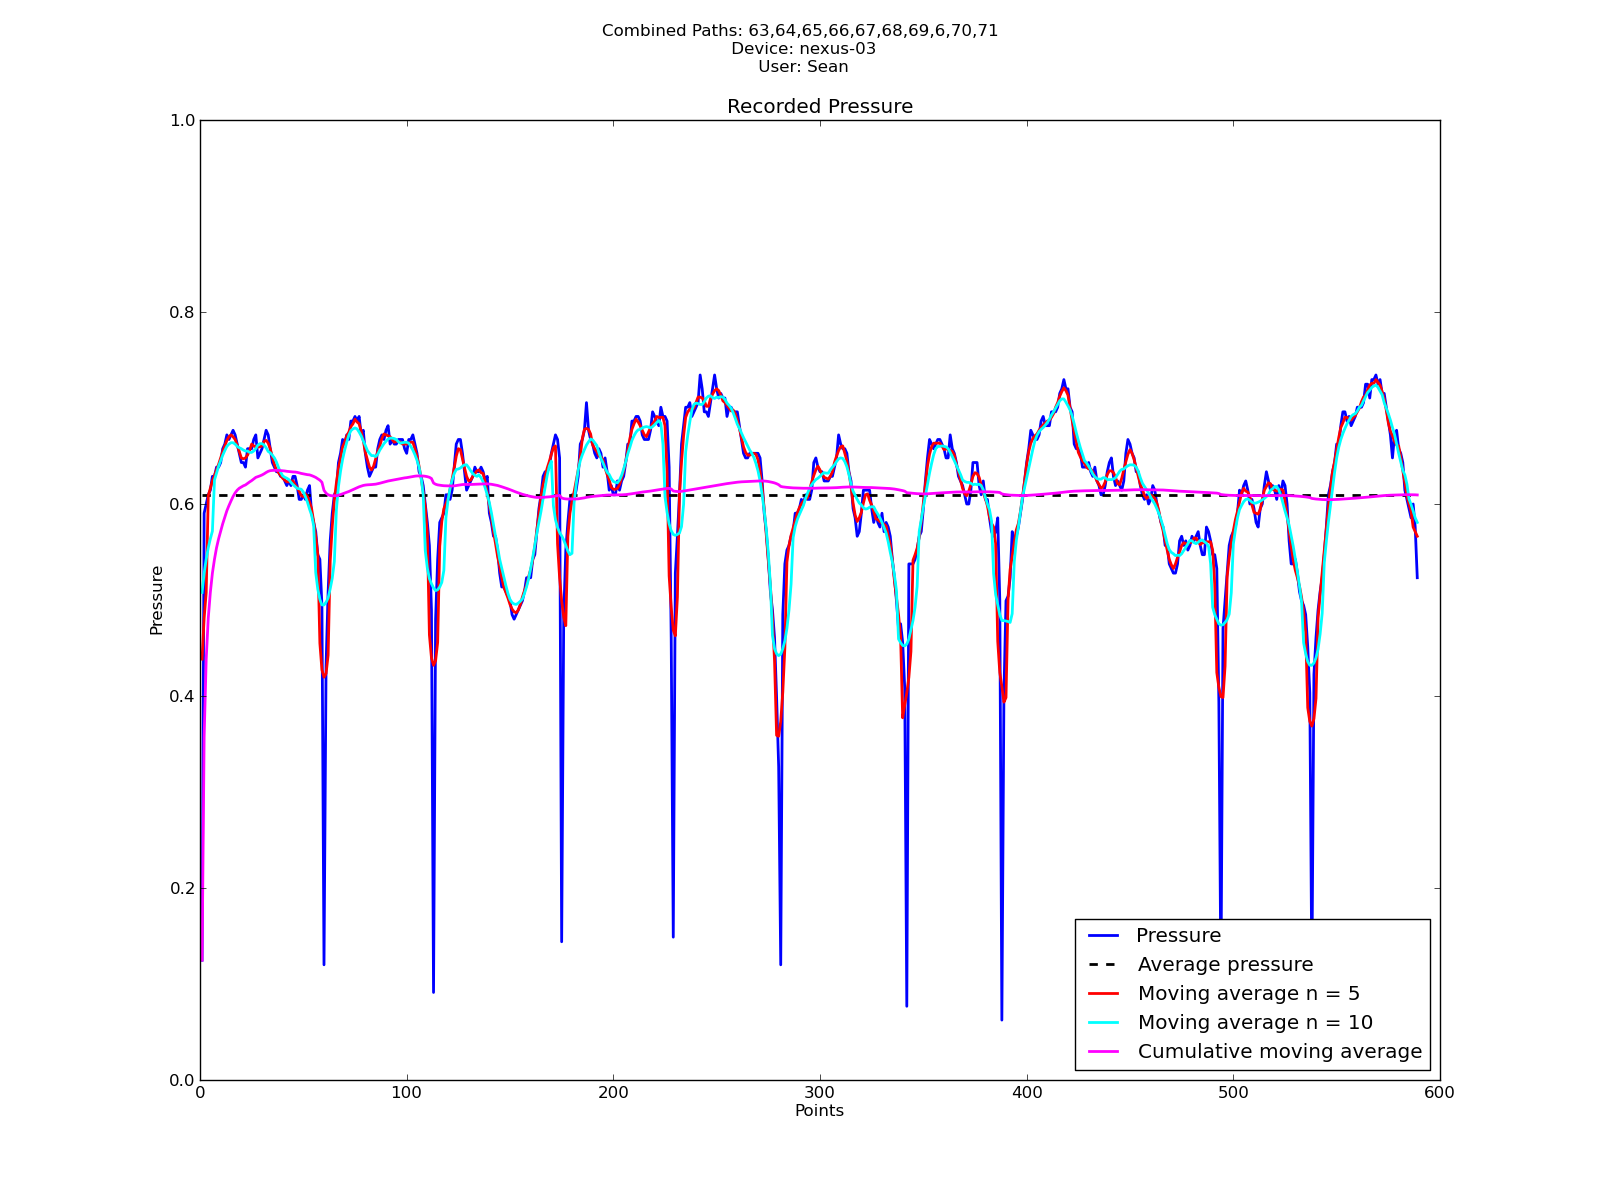 Combined Paths: 63,64,65,66,67,68,69,6,70,71
Device: nexus-03
User: Sean
Recorded Pressure
1.0
0.8
0.6
0.4
0.2
0.0
Pressure
0
100
200
300
400
500
600
Points
Pressure
Average pressure
Moving average n = 5
Moving average n = 10
Cumulative moving average